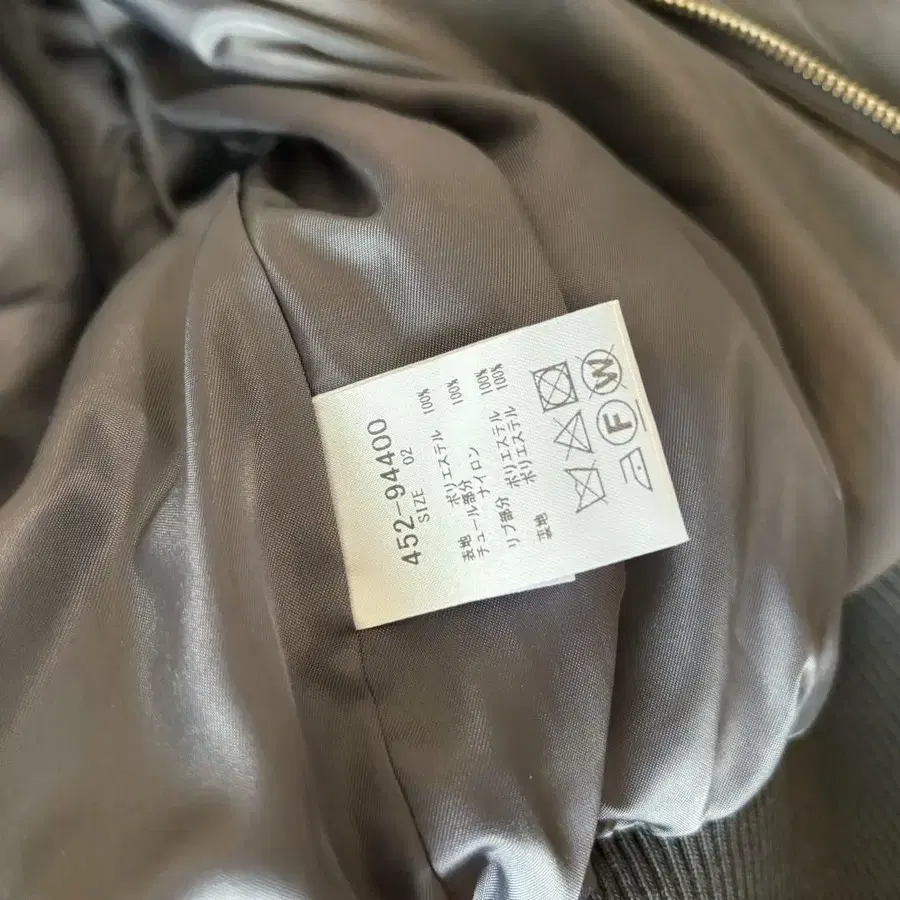 452-94400
SIZE 02
表地 ポリエステル 100%
チュール部分
ナイロン 100%
リブ部分 ポリエステル 100%
裏地 ポリエステル 100%
F W